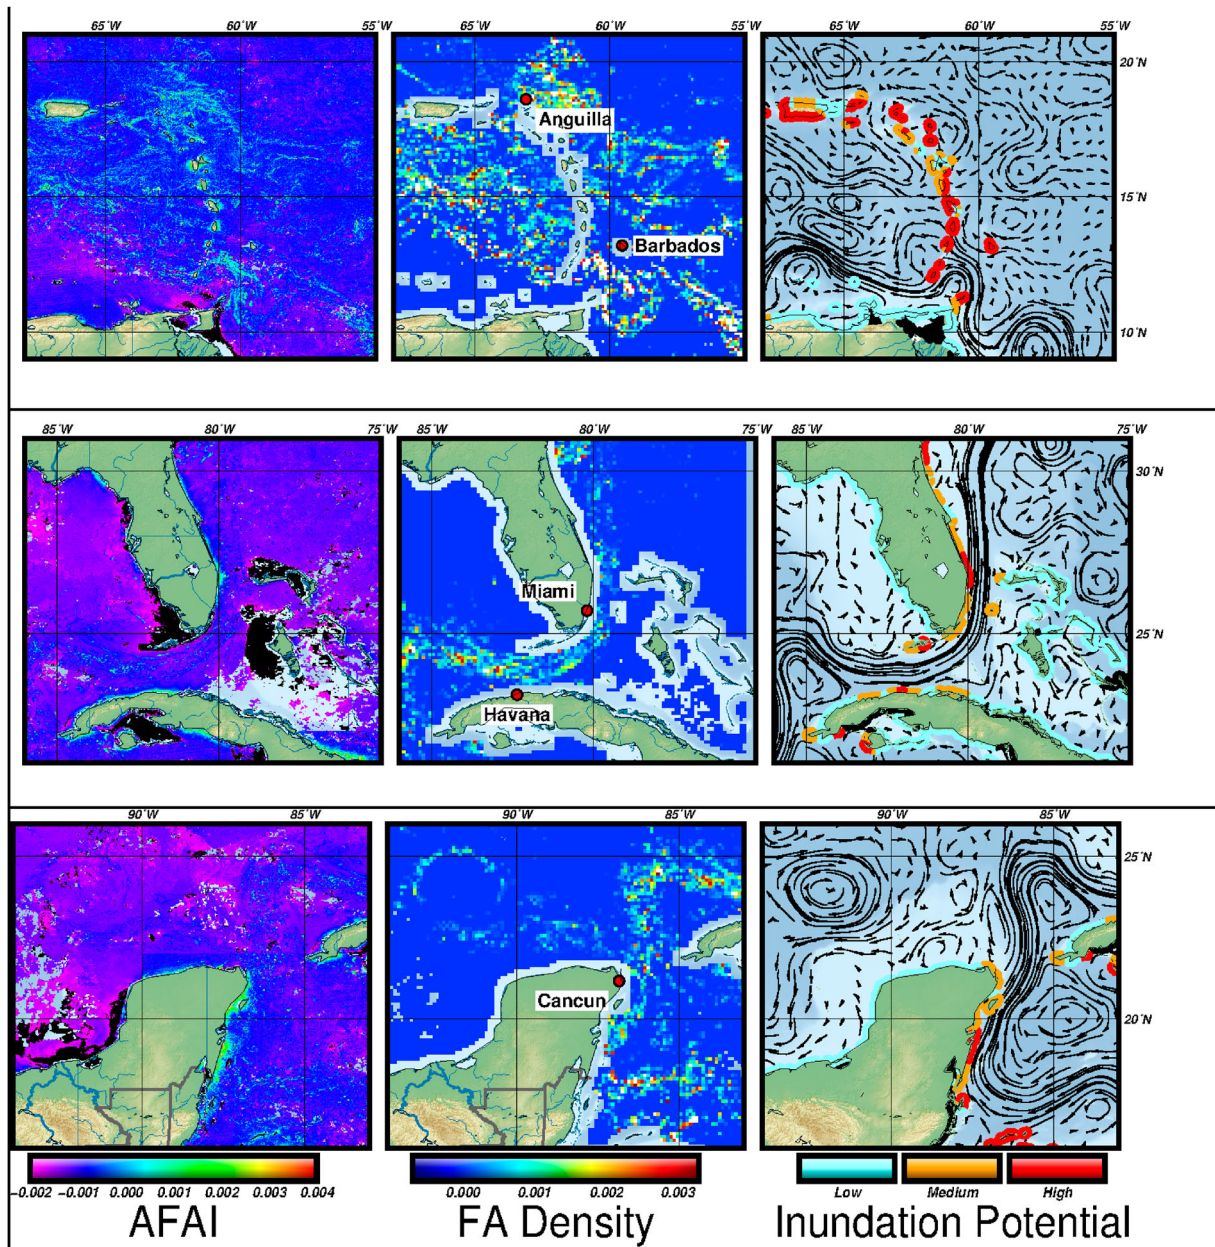 65˚W 60˚W 55˚W 65˚W 60˚W 55˚W 65˚W 60˚W 55˚W
20˚N
Anguilla
15˚N
Barbados
10˚N
85˚W 80˚W 75˚W 85˚W 80˚W 75˚W 85˚W 80˚W 75˚W
30˚N
Miami
25˚N
Havana
90˚W 85˚W 90˚W 85˚W 90˚W 85˚W
25˚N
Cancun
20˚N
−0.002 −0.001 0.000 0.001 0.002 0.003 0.004 0.000 0.001 0.002 0.003 Low Medium High
AFAI FA Density Inundation Potential